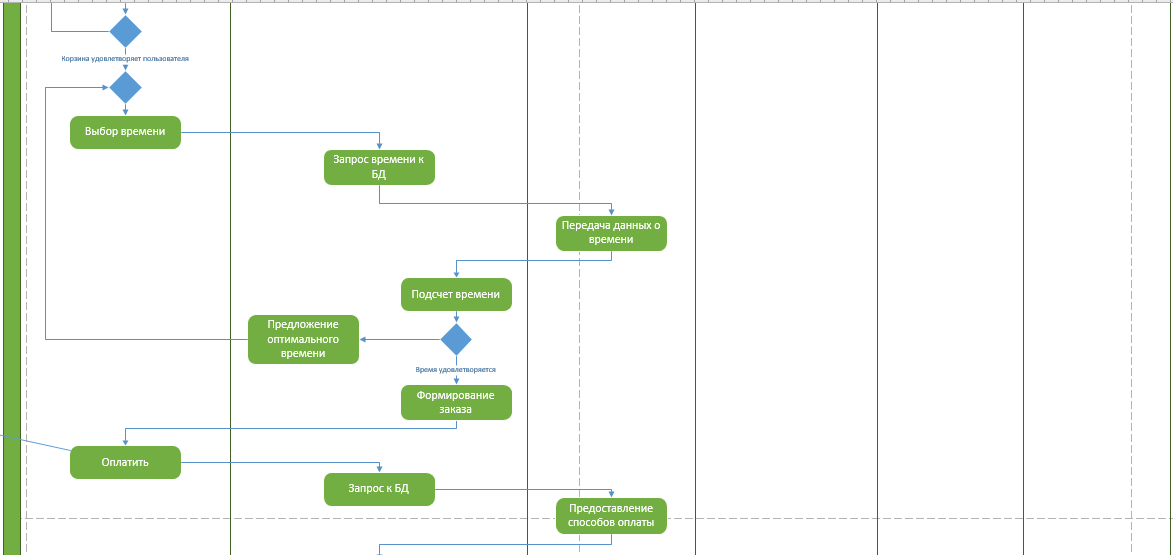 Корзина удовлетворяет пользователя
Выбор времени
Запрос времени к
БД
Передача данных о
времени
Подсчет времени
Предложение
оптимального
времени
Время удовлетворяется
Формирование
заказа
Оплатить
Запрос к БД
Предоставление
способов оплаты